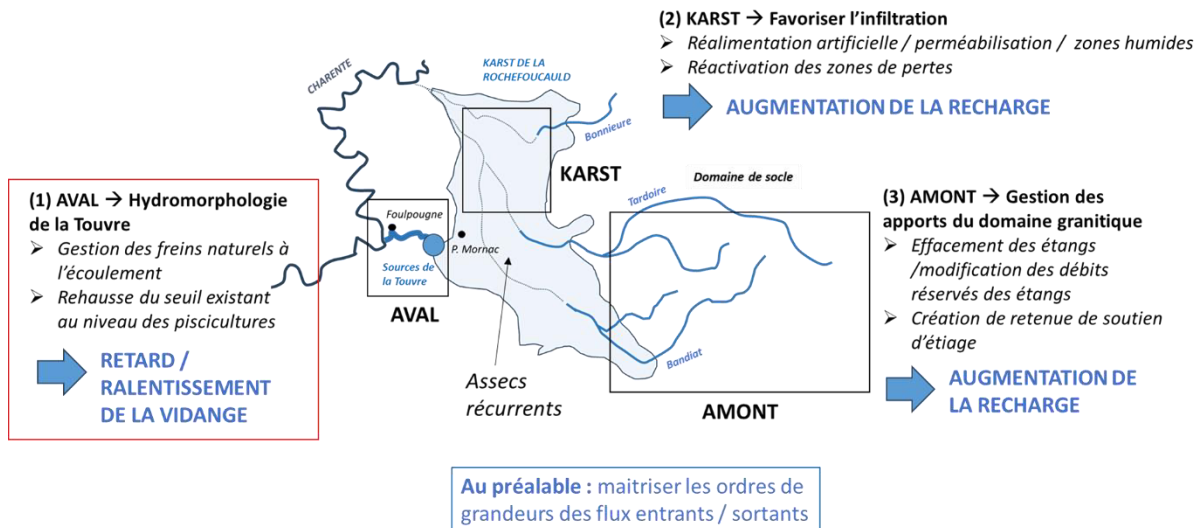 (2) KARST → Favoriser l'infiltration
➢ Réalimentation artificielle / perméabilisation / zones humides
➢ Réactivation des zones de pertes
AUGMENTATION DE LA RECHARGE
CHARENTE
KARST DE LA
ROCHEFOUCAULD
Bonnieure
KARST
(1) AVAL → Hydromorphologie
de la Touvre
➢ Gestion des freins naturels à
l'écoulement
➢ Rehausse du seuil existant
au niveau des piscicultures
RETARD /
RALENTISSEMENT
DE LA VIDANGE
Foulpougne
P. Mornac
Sources de
la Touvre
AVAL
Assecs
récurrents
Domaine de socle
Tardoire
Bandiat
AMONT
(3) AMONT → Gestion des
apports du domaine granitique
➢ Effacement des étangs
/modification des débits
réservés des étangs
➢ Création de retenue de soutien
d'étiage
AUGMENTATION DE
LA RECHARGE
Au préalable : maitriser les ordres de
grandeurs des flux entrants / sortants